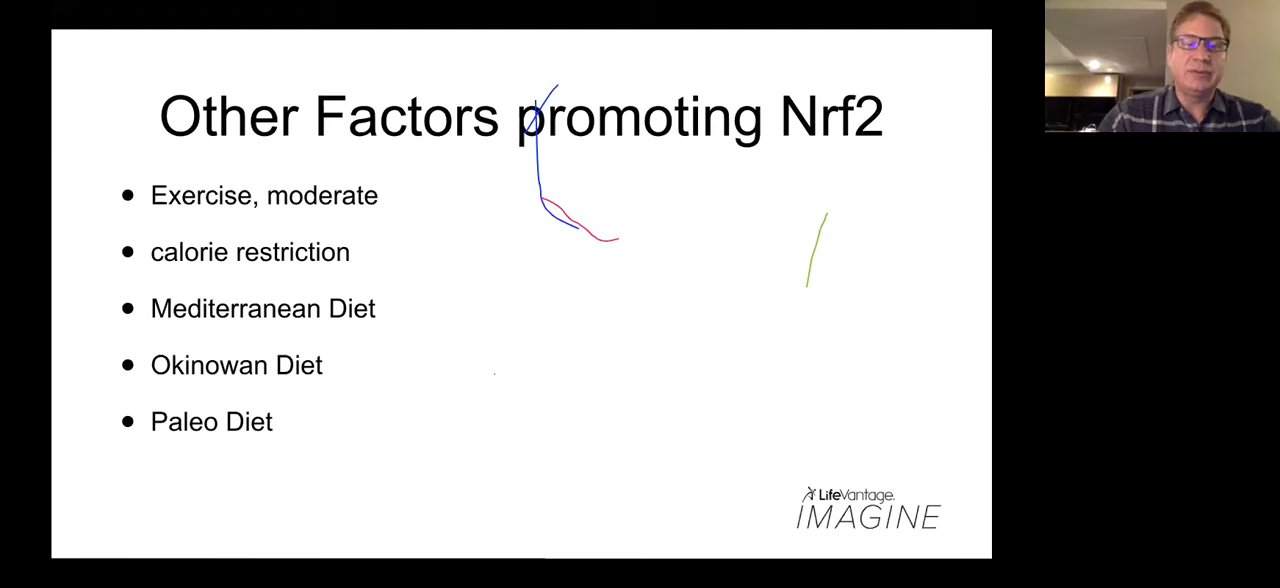 Other Factors promoting Nrf2
Exercise, moderate
calorie restriction
Mediterranean Diet
Okinowan Diet
Paleo Diet
LifeVantage.
IMAGINE